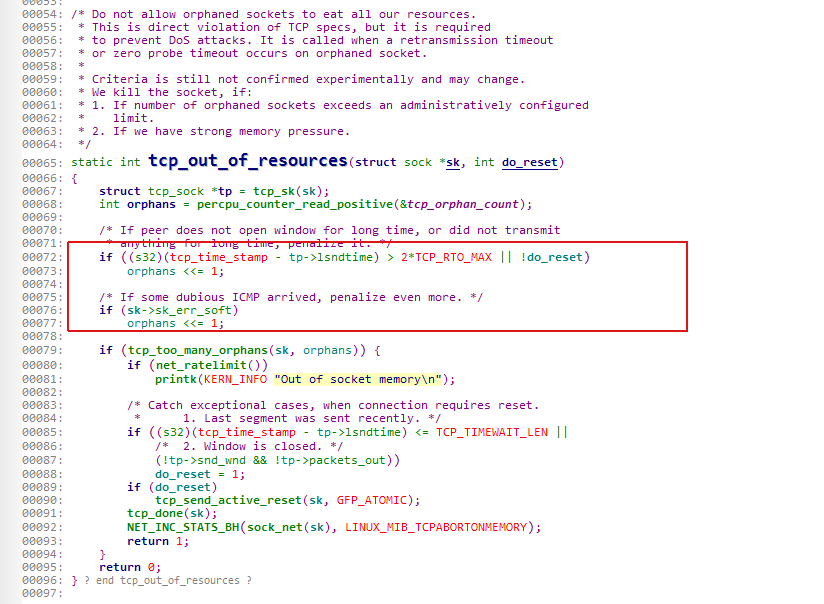 00053:
00054: /* Do not allow orphaned sockets to eat all our resources.
00055:  * This is direct violation of TCP specs, but it is required
00056:  * to prevent DoS attacks. It is called when a retransmission timeout
00057:  * or zero probe timeout occurs on orphaned socket.
00058:  *
00059:  * Criteria is still not confirmed experimentally and may change.
00060:  * We kill the socket, if:
00061:  * 1. If number of orphaned sockets exceeds an administratively configured
00062:  *    limit.
00063:  * 2. If we have strong memory pressure.
00064:  */
00065: static int tcp_out_of_resources(struct sock *sk, int do_reset)
00066: {
00067:     struct tcp_sock *tp = tcp_sk(sk);
00068:     int orphans = percpu_counter_read_positive(&tcp_orphan_count);
00069:
00070:     /* If peer does not open window for long time, or did not transmit
00071:      * anything for long time, penalize it. */
00072:     if ((s32)(tcp_time_stamp - tp->lsndtime) > 2*TCP_RTO_MAX || !do_reset)
00073:         orphans <<= 1;
00074:
00075:     /* If some dubious ICMP arrived, penalize even more. */
00076:     if (sk->sk_err_soft)
00077:         orphans <<= 1;
00078:
00079:     if (tcp_too_many_orphans(sk, orphans)) {
00080:         if (net_ratelimit())
00081:             printk(KERN_INFO "Out of socket memory\n");
00082:
00083:         /* Catch exceptional cases, when connection requires reset.
00084:          *      1. Last segment was sent recently. */
00085:         if ((s32)(tcp_time_stamp - tp->lsndtime) <= TCP_TIMEWAIT_LEN ||
00086:             /*  2. Window is closed. */
00087:             (!tp->snd_wnd && !tp->packets_out))
00088:             do_reset = 1;
00089:         if (do_reset)
00090:             tcp_send_active_reset(sk, GFP_ATOMIC);
00091:         tcp_done(sk);
00092:         NET_INC_STATS_BH(sock_net(sk), LINUX_MIB_TCPABORTONMEMORY);
00093:         return 1;
00094:     }
00095:     return 0;
00096: } ? end tcp_out_of_resources ?
00097: